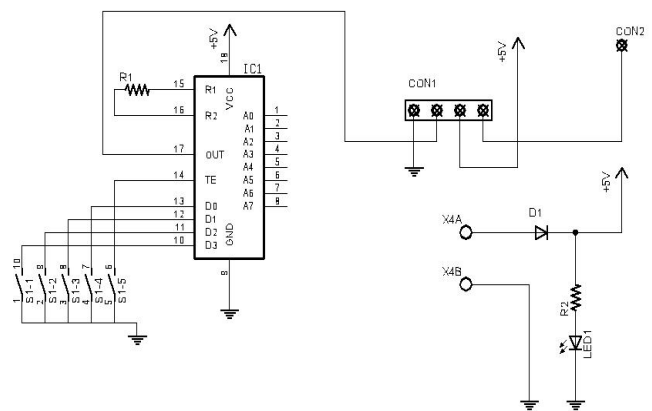 +5V
18
IC1
R1
15
R1
VCC
16
R2
A0
1
A1
2
A2
3
17
OUT
A3
4
A4
5
14
TE
A5
6
A6
7
13
D0
A7
8
12
D1
11
D2
GND
10
D3
9
10
9
8
7
6
S1-1
S1-2
S1-3
S1-4
S1-5
1
2
3
4
5
CON1
+5V
CON2
+5V
X4A
D1
X4B
R2
LED1